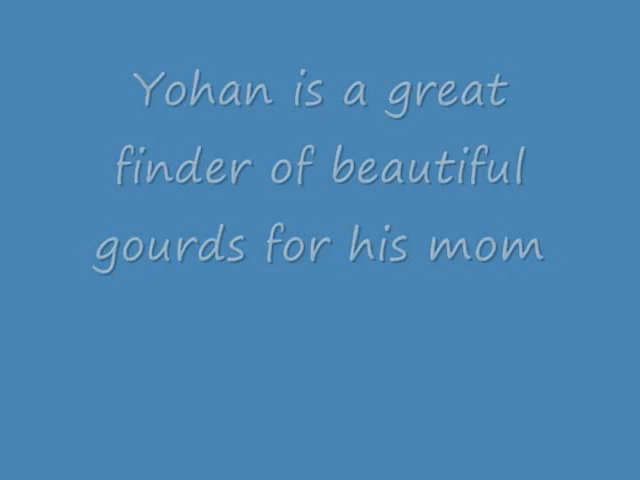 Yohan is a great
finder of beautiful
gourds for his mom